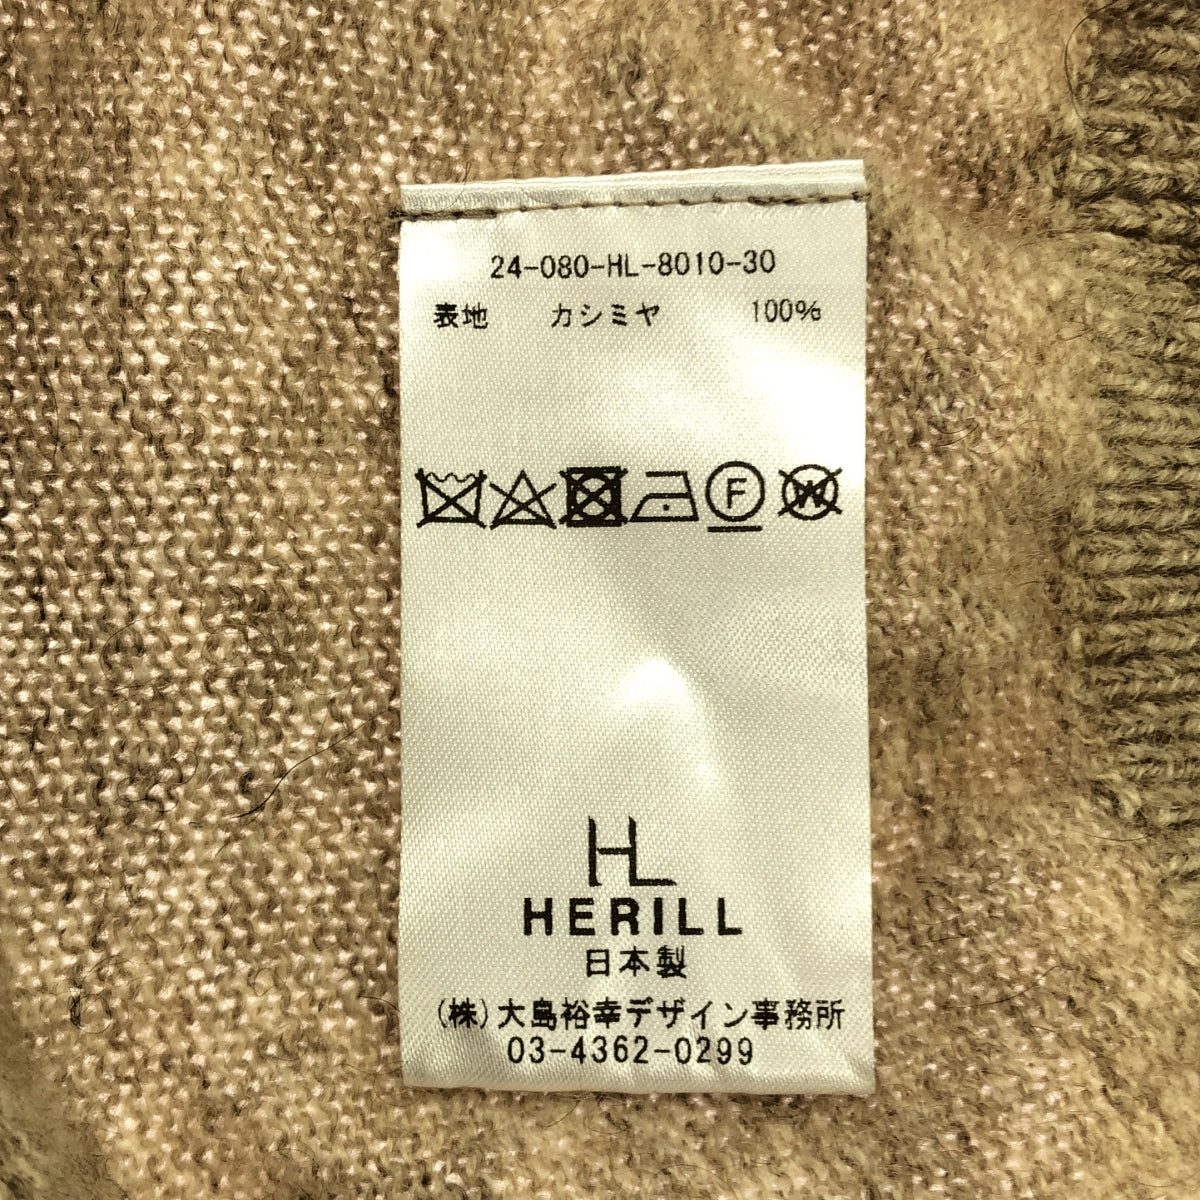 24-080-HL-8010-30
表地 カシミヤ 100%
F W
HL
HERILL
日本製
(株)大島裕幸デザイン事務所
03-4362-0299